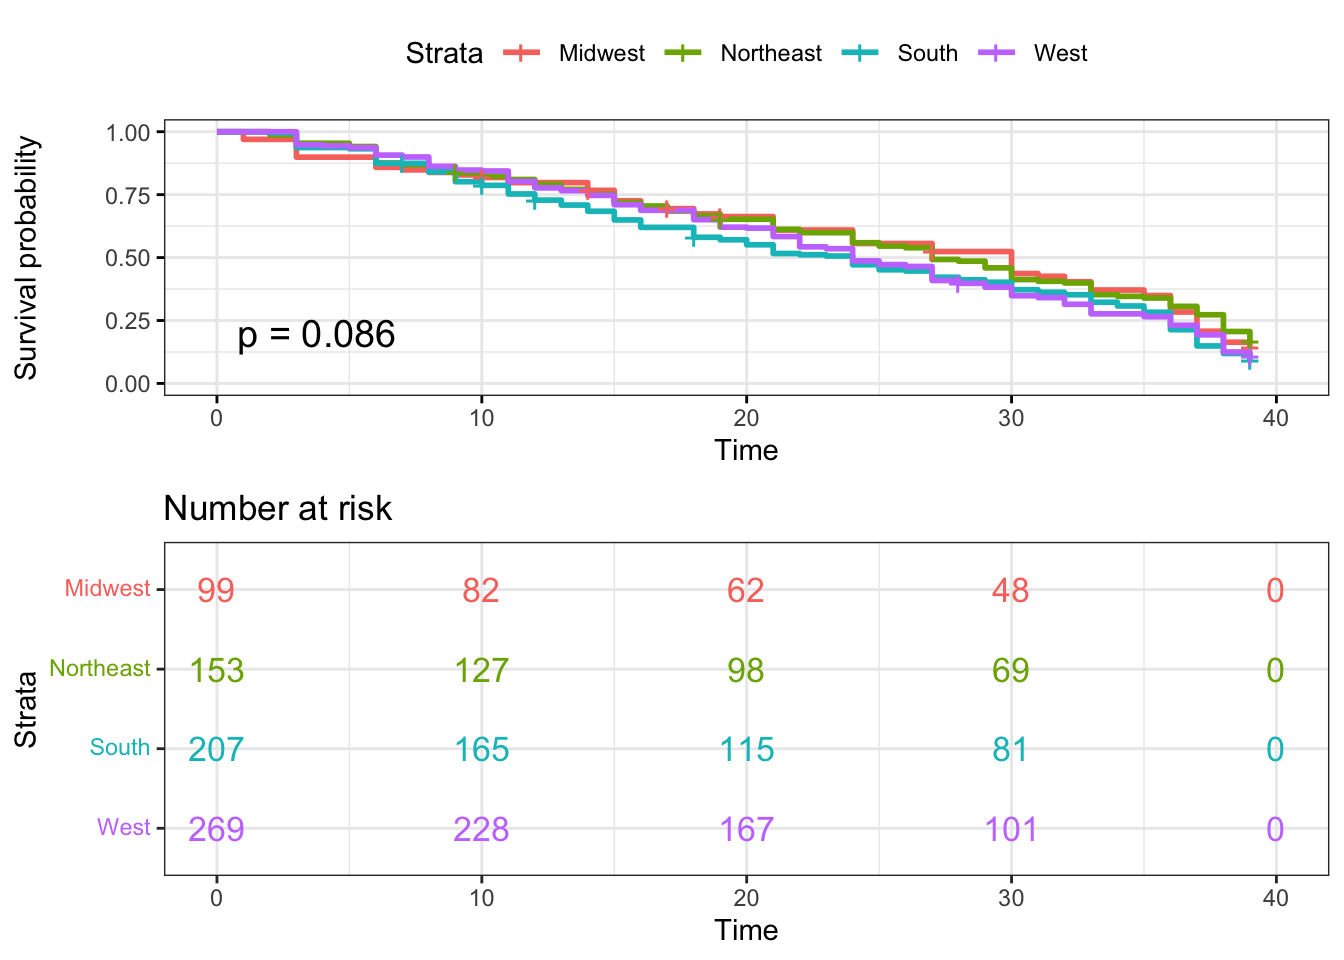 Strata Midwest Northeast South West
Survival probability
1.00
0.75
0.50
0.25
0.00
p = 0.086
0 10 20 30 40
Time
Number at risk
Strata
Midwest 99 82 62 48 0
Northeast 153 127 98 69 0
South 207 165 115 81 0
West 269 228 167 101 0
0 10 20 30 40
Time